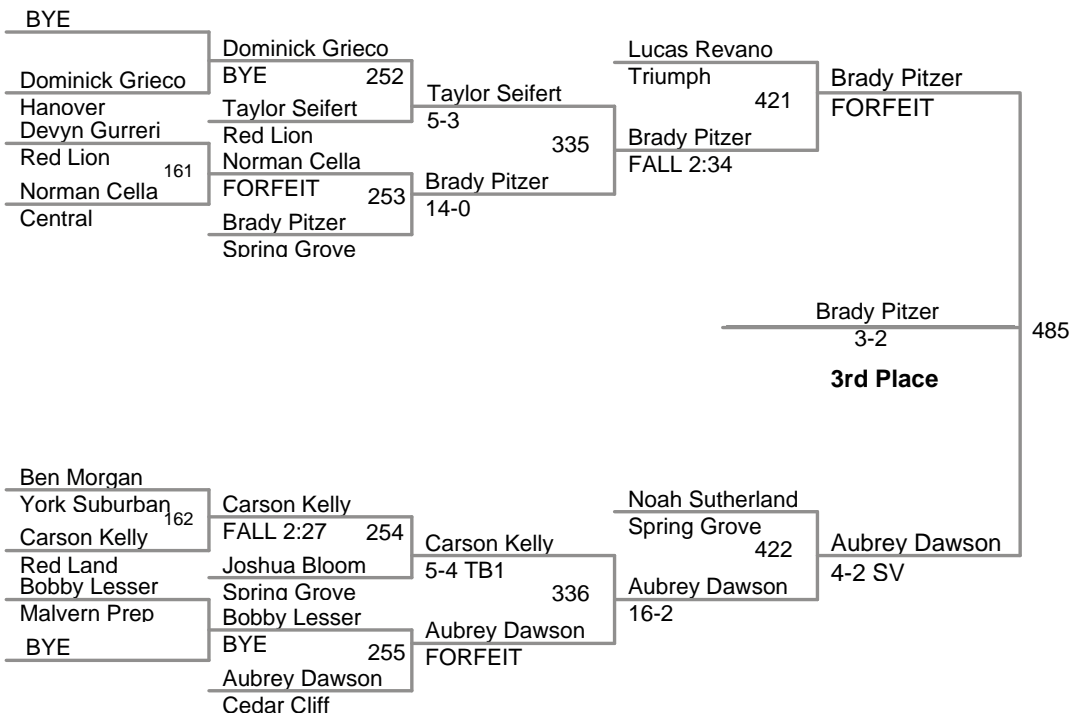 BYE
Dominick Grieco
Hanover
Devyn Gurreri
Red Lion
161
Norman Cella
Central
Dominick Grieco
BYE
252
Taylor Seifert
Red Lion
Norman Cella
FORFEIT
253
Brady Pitzer
Spring Grove
Taylor Seifert
5-3
335
Brady Pitzer
14-0
Lucas Revano
Triumph
421
Brady Pitzer
FALL 2:34
Brady Pitzer
FORFEIT
Brady Pitzer
3-2
485
3rd Place
Ben Morgan
York Suburban
162
Carson Kelly
Red Land
Bobby Lesser
Malvern Prep
BYE
Carson Kelly
FALL 2:27
254
Joshua Bloom
Spring Grove
Bobby Lesser
BYE
255
Aubrey Dawson
Cedar Cliff
Carson Kelly
5-4 TB1
336
Aubrey Dawson
FORFEIT
Noah Sutherland
Spring Grove
422
Aubrey Dawson
16-2
Aubrey Dawson
4-2 SV